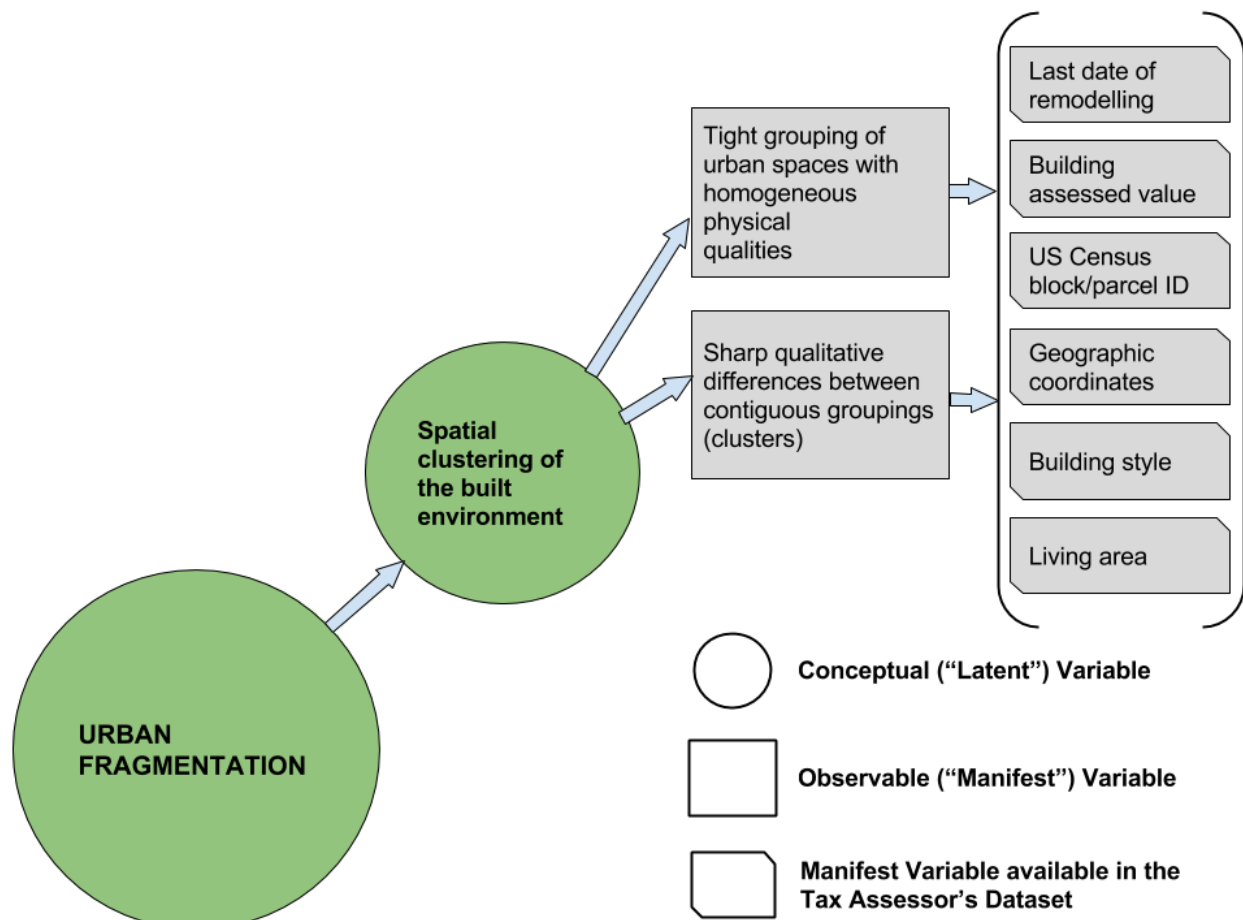 URBAN
FRAGMENTATION
Spatial
clustering of
the built
environment
Tight grouping of
urban spaces with
homogeneous
physical
qualities
Sharp qualitative
differences between
contiguous groupings
(clusters)
Last date of
remodelling
Building
assessed value
US Census
block/parcel ID
Geographic
coordinates
Building style
Living area
Conceptual (“Latent”) Variable
Observable (“Manifest”) Variable
Manifest Variable available in the
Tax Assessor’s Dataset